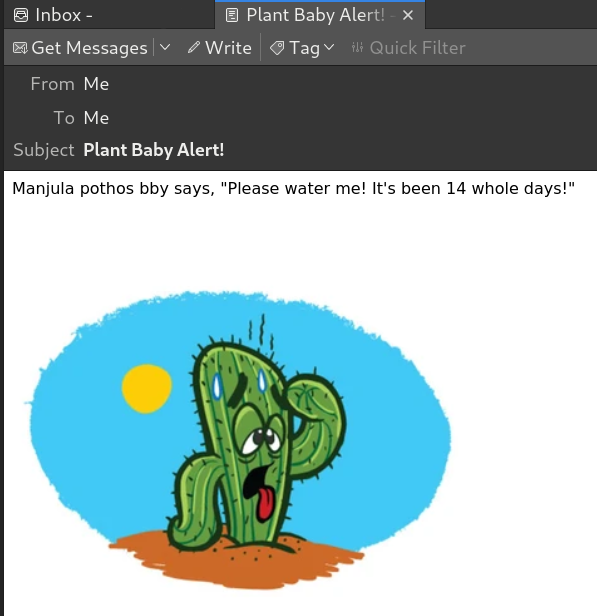 Inbox -
Plant Baby Alert! -
Get Messages
Write
Tag
Quick Filter
From Me
To Me
Subject Plant Baby Alert!
Manjula pothos bby says, "Please water me! It's been 14 whole days!"